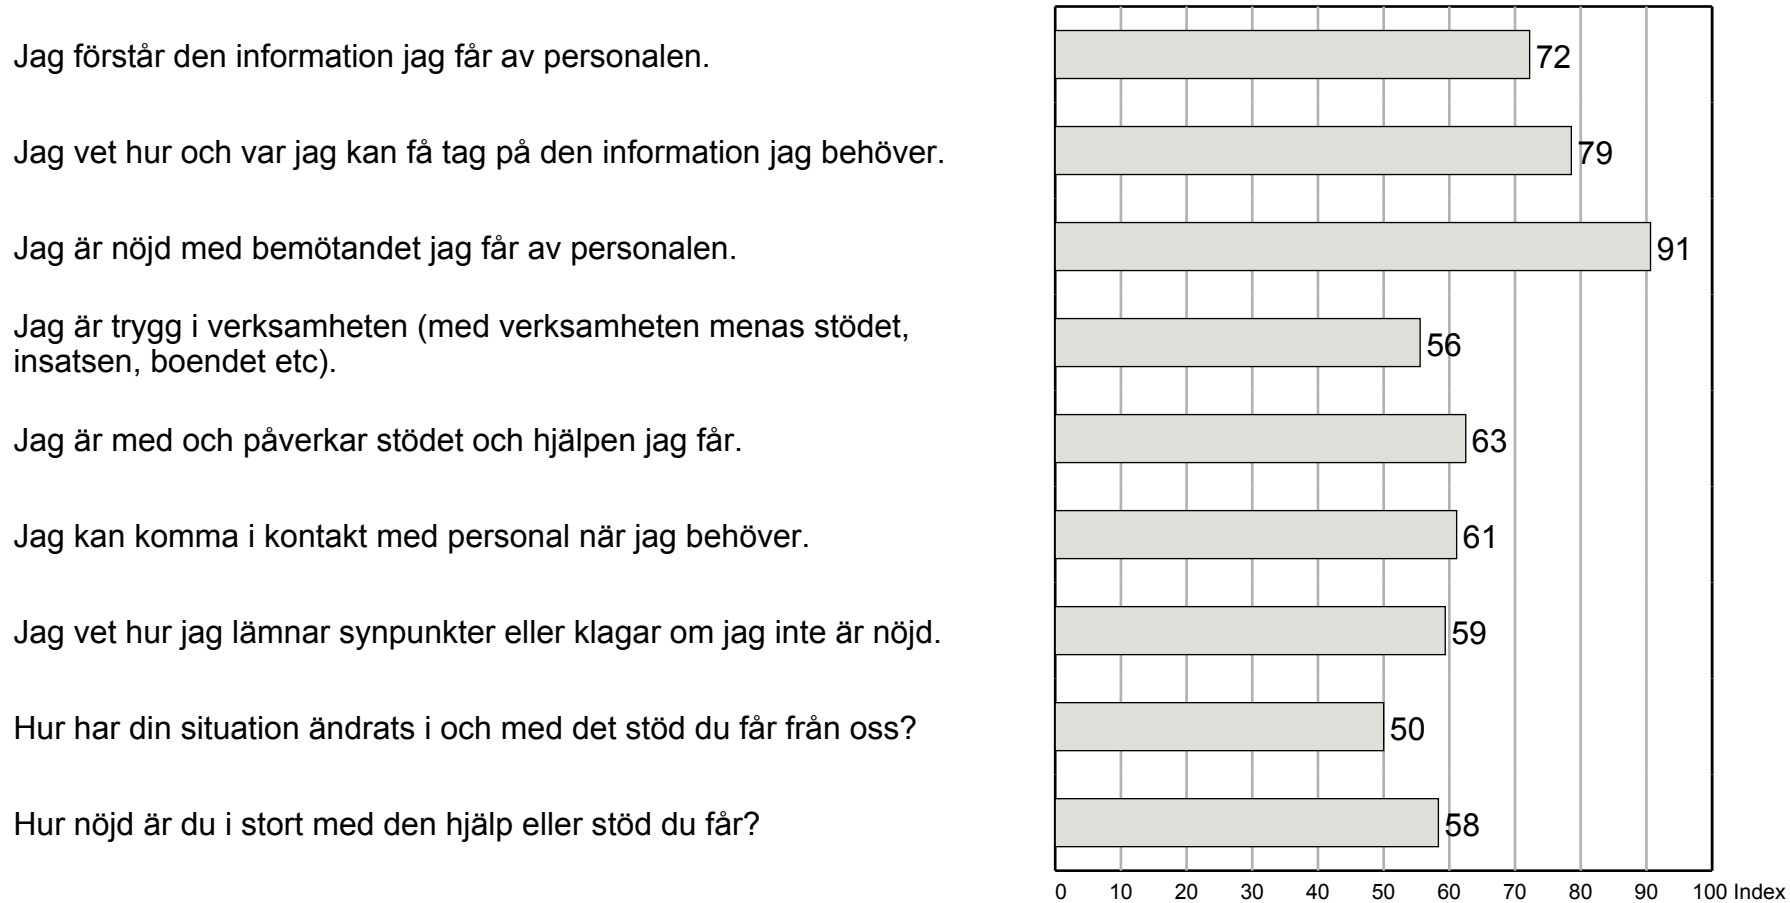 Jag förstår den information jag får av personalen.
72
Jag vet hur och var jag kan få tag på den information jag behöver.
79
Jag är nöjd med bemötandet jag får av personalen.
91
Jag är trygg i verksamheten (med verksamheten menas stödet,
insatsen, boendet etc).
56
Jag är med och påverkar stödet och hjälpen jag får.
63
Jag kan komma i kontakt med personal när jag behöver.
61
Jag vet hur jag lämnar synpunkter eller klagar om jag inte är nöjd.
59
Hur har din situation ändrats i och med det stöd du får från oss?
50
Hur nöjd är du i stort med den hjälp eller stöd du får?
58
0 10 20 30 40 50 60 70 80 90 100 Index